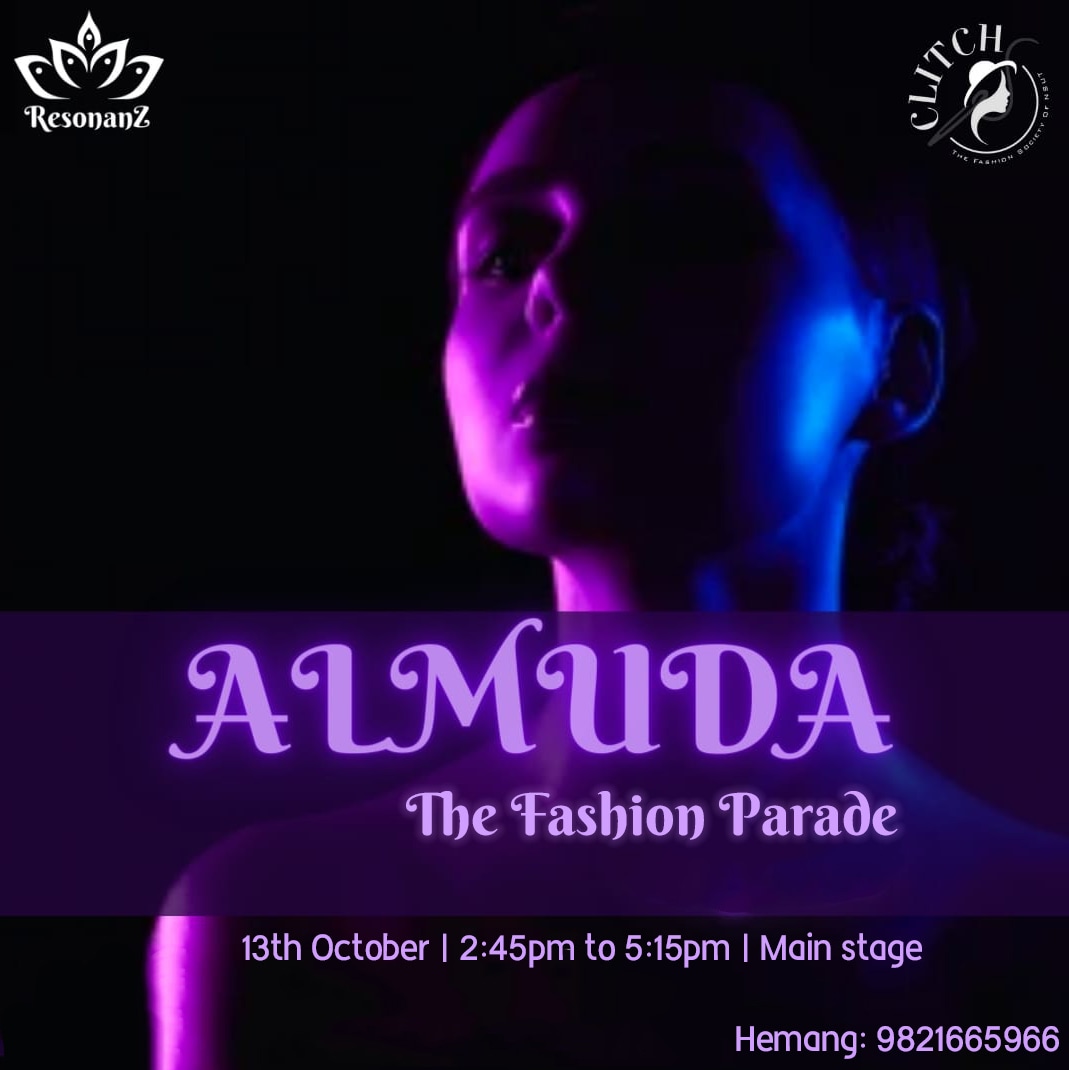 ResonanZ
CLITCH
THE FASHION SOCIETY OF NSUT
ALMUDA
The Fashion Parade
13th October | 2:45pm to 5:15pm | Main stage
Hemang: 9821665966